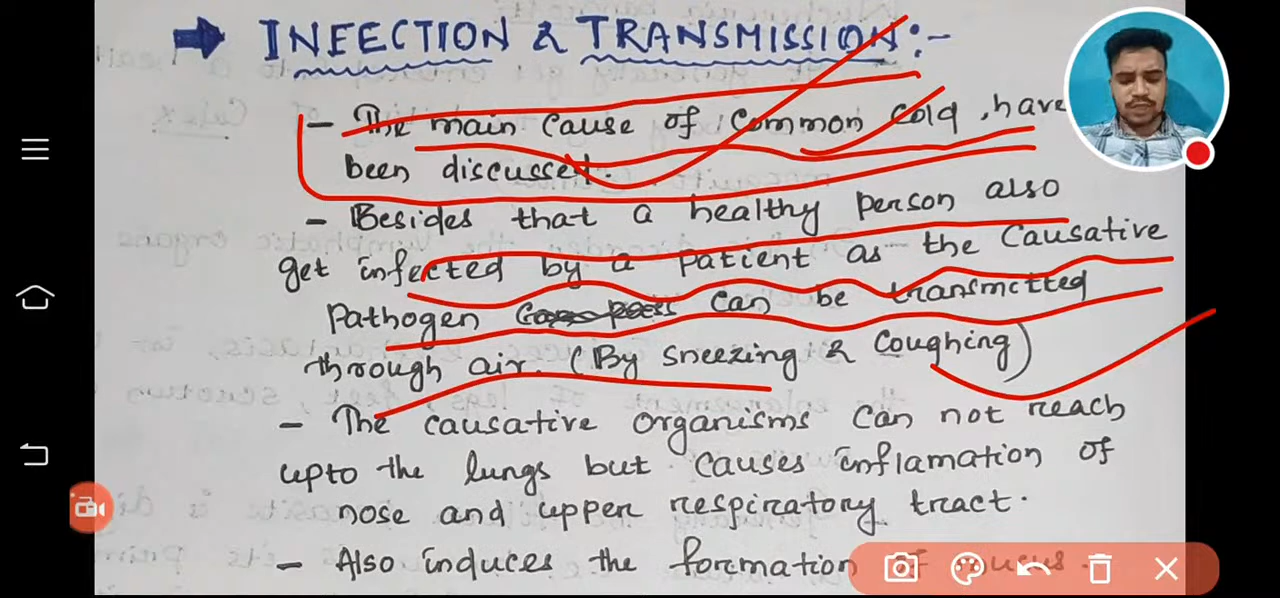 ➡ INFECTION & TRANSMISSION :-
- The main cause of common cold, have
been discussed.
- Besides that a healthy person also
get infected by a patient as the causative
Pathogen can be transmitted
through air. (By sneezing & coughing)
- The causative organisms can not reach
upto the lungs but causes inflamation of
nose and upper respiratory tract.
- Also induces the formation of mucus.